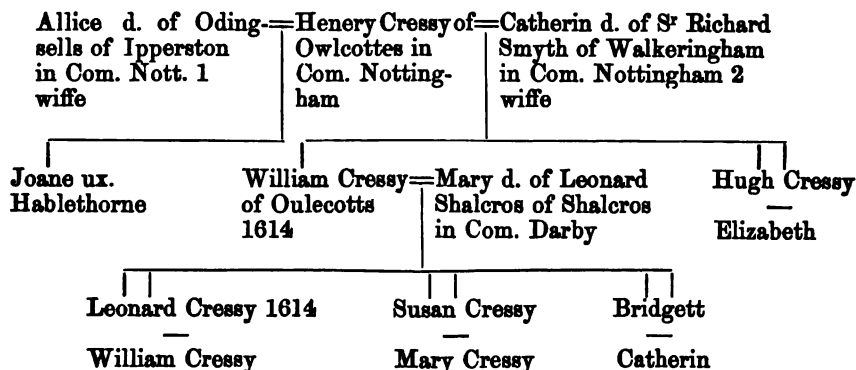 Allice d. of Oding-
sells of Ipperston
in Com. Nott. 1
wiffe
Henery Cressy of
Owlcottes in
Com. Notting-
ham
Catherin d. of Sr Richard
Smyth of Walkeringham
in Com. Nottingham 2
wiffe
Joane ux.
Hablethorne
William Cressy
of Oulecotts
1614
Mary d. of Leonard
Shalcros of Shalcros
in Com. Darby
Hugh Cressy
Elizabeth
Leonard Cressy 1614
William Cressy
Susan Cressy
Mary Cressy
Bridgett
Catherin